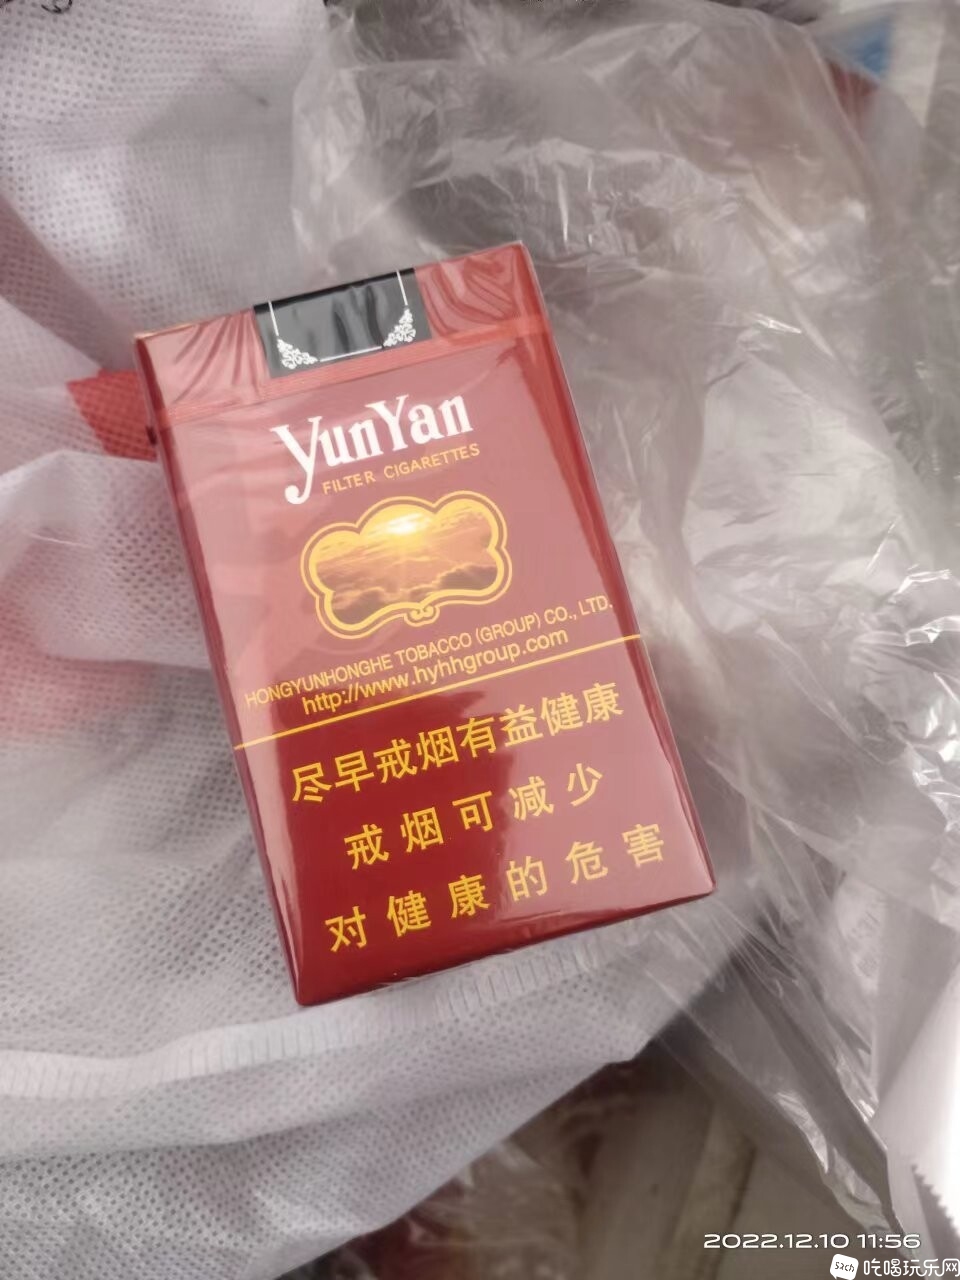 YunYan
FILTER CIGARETTES
HONGYUNHONGHE TOBACCO (GROUP) CO., LTD.
http://www.hyhhgroup.com
尽早戒烟有益健康
戒烟可减少
对健康的危害
2022.12.10 11:56
52ch 吃喝玩乐网